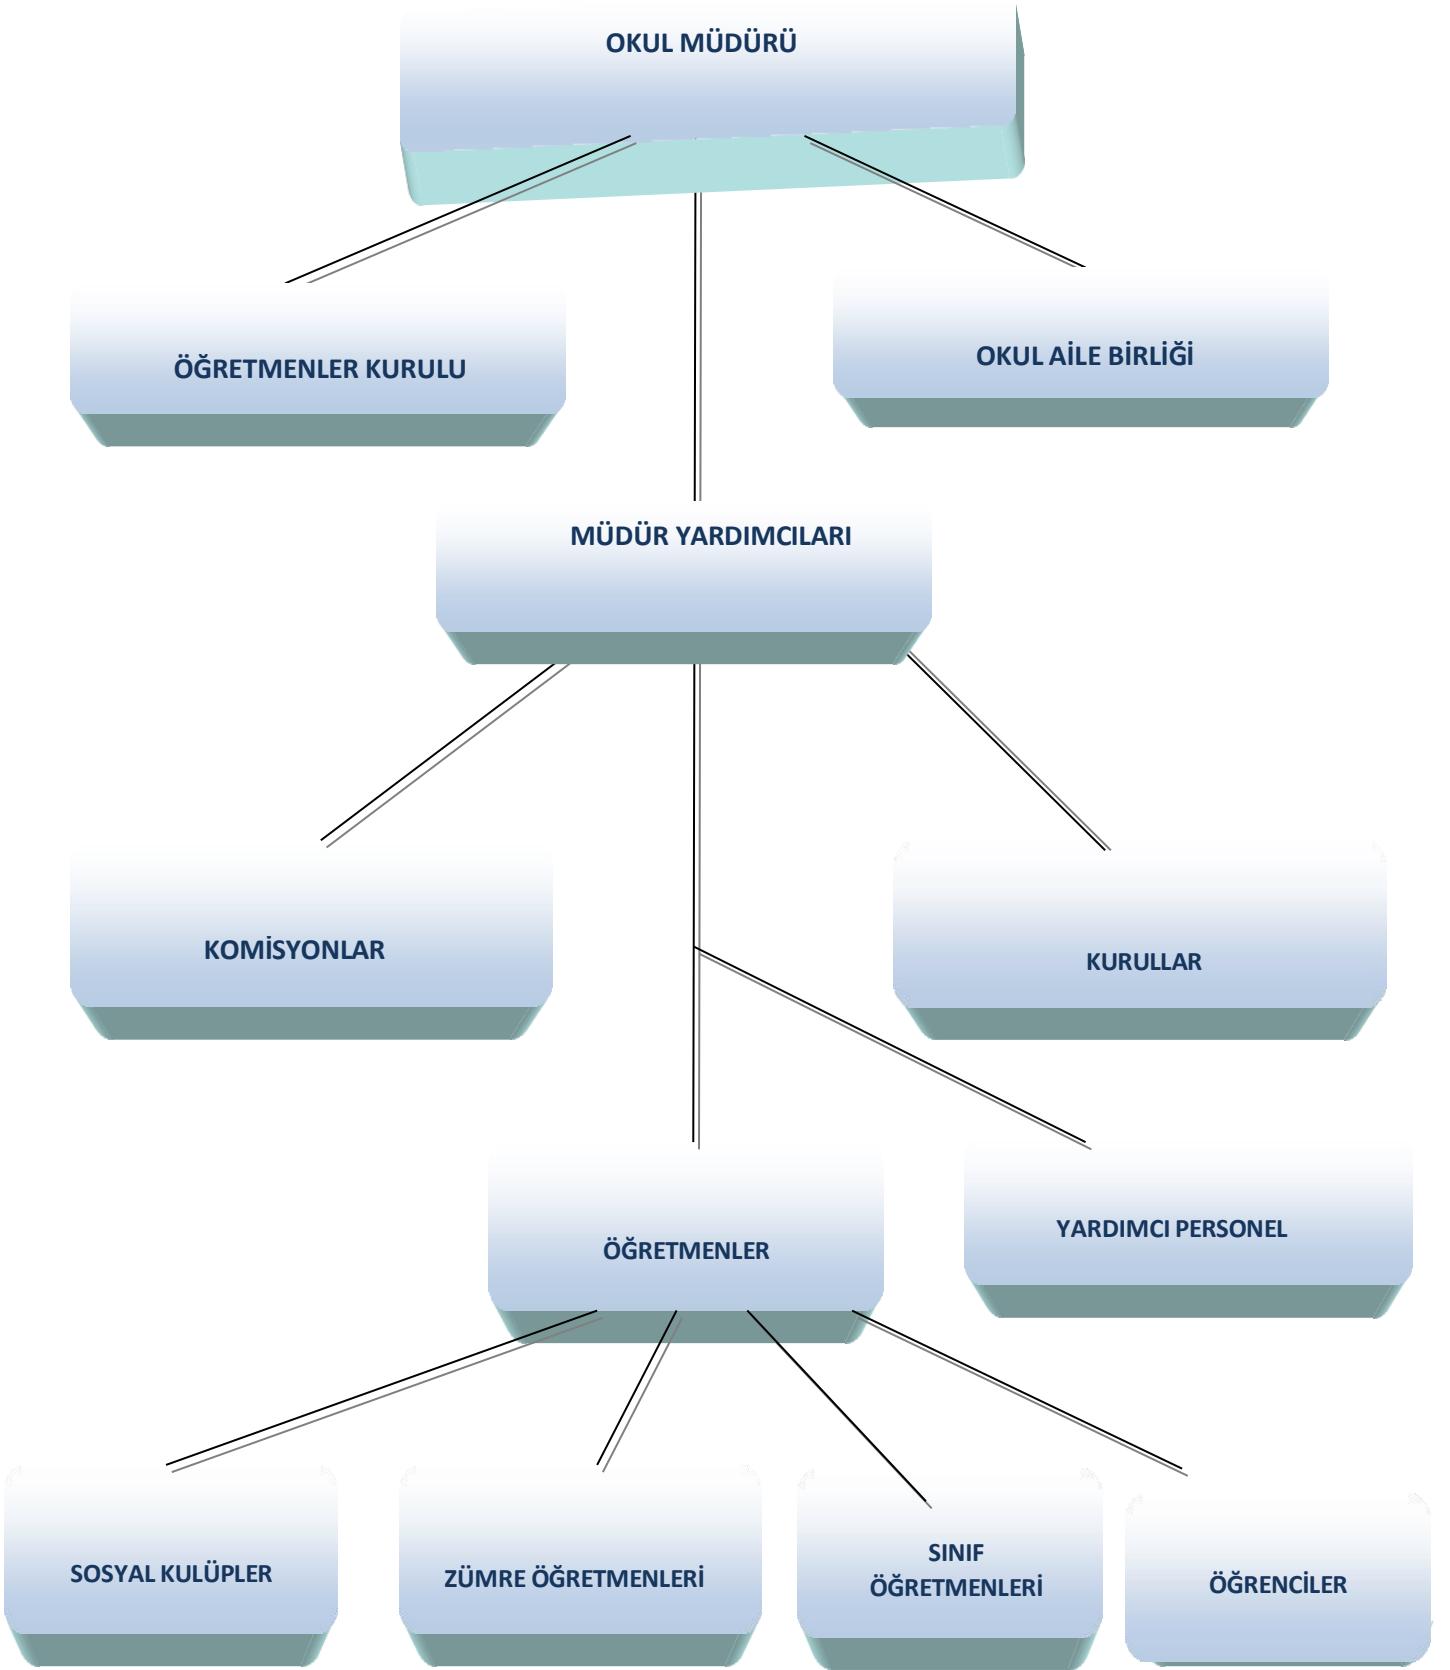 OKUL MÜDÜRÜ
ÖĞRETMENLER KURULU
OKUL AİLE BİRLİĞİ
MÜDÜR YARDIMCILARI
KOMİSYONLAR
KURULLAR
ÖĞRETMENLER
YARDIMCI PERSONEL
SOSYAL KULÜPLER
ZÜMRE ÖĞRETMENLERİ
SINIF
ÖĞRETMENLERİ
ÖĞRENCİLER